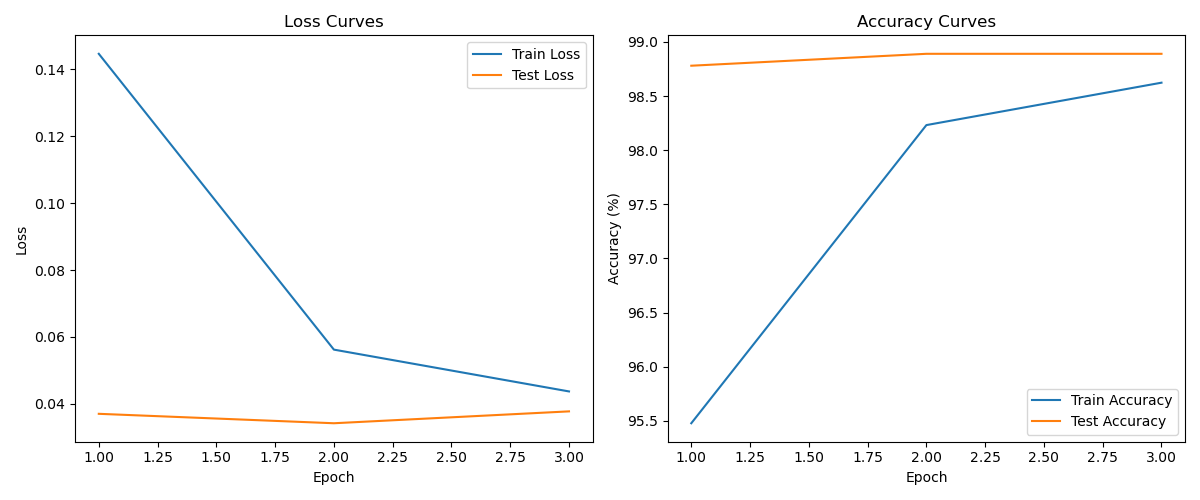 Loss Curves
0.14
0.12
0.10
0.08
0.06
0.04
Loss
Train Loss
Test Loss
1.00 1.25 1.50 1.75 2.00 2.25 2.50 2.75 3.00
Epoch
Accuracy Curves
99.0
98.5
98.0
97.5
97.0
96.5
96.0
95.5
Accuracy (%)
Train Accuracy
Test Accuracy
1.00 1.25 1.50 1.75 2.00 2.25 2.50 2.75 3.00
Epoch